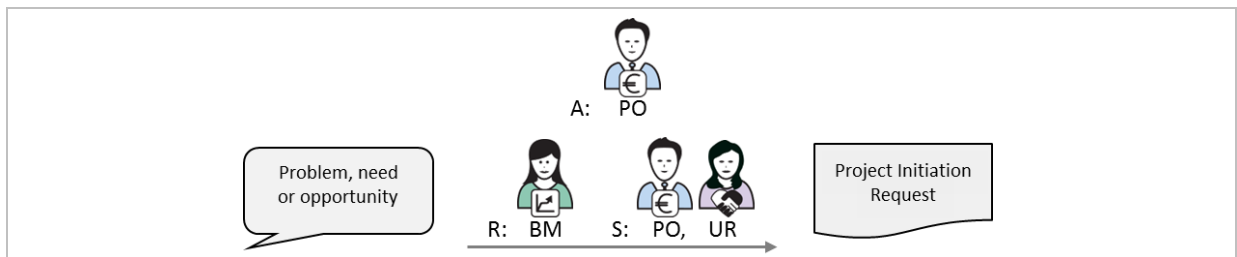 A: PO
Problem, need
or opportunity
Project Initiation
Request
R: BM S: PO, UR